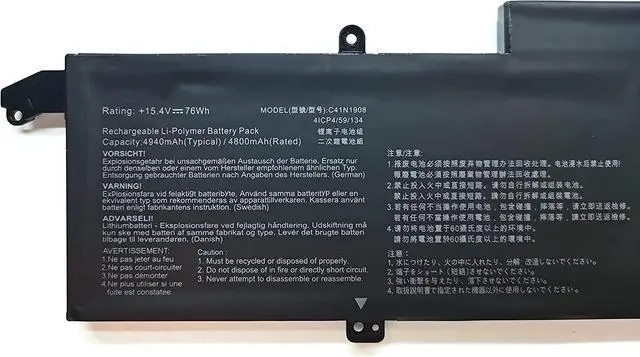 Rating: +15.4V⎓76Wh
MODEL(型號/型号): C41N1908
4ICP4/59/134
Rechargeable Li-Polymer Battery Pack
锂离子电池组
Capacity:4940mAh(Typical) / 4800mAh(Rated)
二次鋰電池組
VORSICHT!
Explosionsgetahr bei unsachgemäßen Austausch der Batterie, Ersatz nur
durch denselben oder einem vom Hersteller empfohlenem ähnlichen Typ.
Entsorgung gebrauchter Batterien nach Angaben des Herstellers. (German)
VARNING!
Explosionsfara vid felaktigt batteribyte, Använd samma batterityp eller en
ekvivalent typ som rekommenderas av apparattillverkaren. Kassera använt
batteri enligt fabrikantens instruktion. (Swedish)
ADVARSELI!
Lithiumbatteri - Eksplosionsfare ved fejlagtig håndtering. Udskiftning må
kun ske med batteri af samme fabrikat og type. Lever det brugte batteri
tilbage til leverandøren. (Danish)
AVERTISSEMENT:
1.Ne pas jeter au feu
2.Ne pas court-circuiter
3.Ne pas démonter
4.Ne plus utiliser si une
fuite est constatée
Caution :
1. Must be recycled or disposed of properly.
2. Do not dispose of in fire or directly short circuit.
3. Never attempt to disassemble or reassemble.
注意/注意:
1.报废电池必须按照废弃物管理办法回收处理。电池浸水后禁止使用!
報廢電池必須按照廢棄物管理辦法回收處理。
2.禁止投入火中或直接短路。请勿自行拆解或组装电池。
禁止投入火中或直接短路。請勿自行拆解或組裝電池。
3.若有任何不当操作使用电池、包含碰撞、摔落等,请立即送返检修。
若有任何不當操作使用電池、包含碰撞、摔落等,請立即送返檢修。
4.请勿将电池置于60摄氏度以上的环境中.
請勿將電池置於60攝氏度以上的環境中。
注意:
1. 水につけたり、火の中に入れたり、分解 改造しないでください。
2. 端子をショート(短絡)させないでください。
3. 強い衝撃を与えたり、落下させないでください。
4. 取扱説明書で指定された機器以外に使用しないでください。